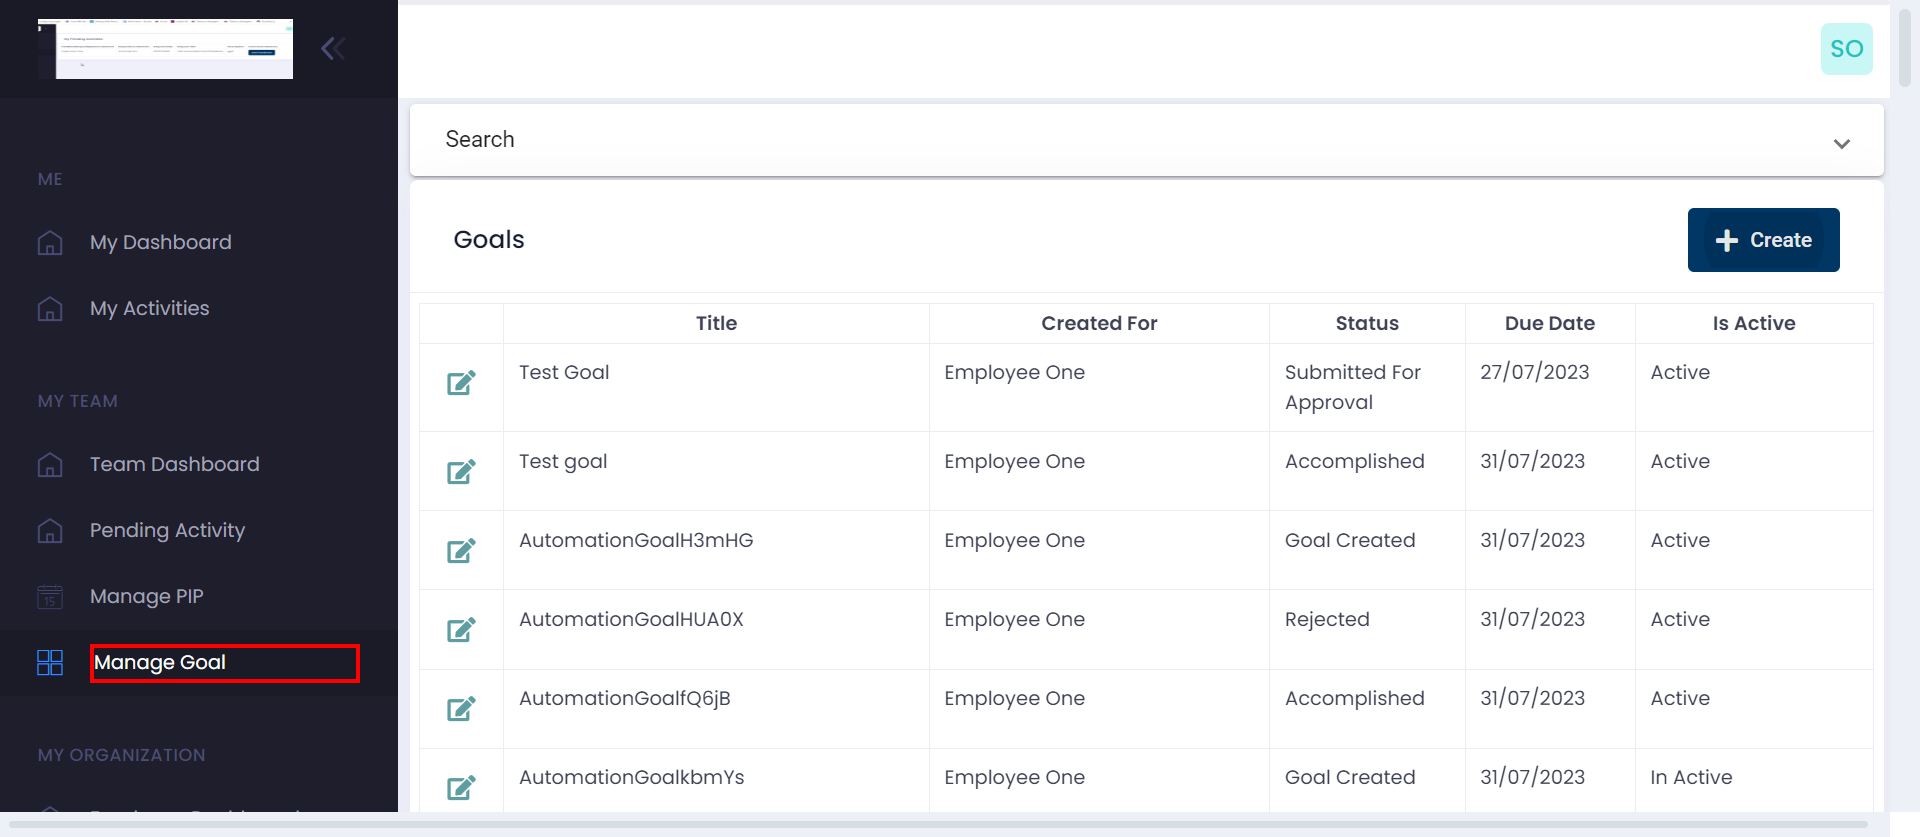 SO
Search
ME
My Dashboard
My Activities
MY TEAM
Team Dashboard
Pending Activity
Manage PIP
15
Manage Goal
MY ORGANIZATION
Goals
Create
Title Created For Status Due Date Is Active
Test Goal Employee One Submitted For Approval 27/07/2023 Active
Test goal Employee One Accomplished 31/07/2023 Active
AutomationGoalH3mHG Employee One Goal Created 31/07/2023 Active
AutomationGoalHUA0X Employee One Rejected 31/07/2023 Active
AutomationGoalfQ6jB Employee One Accomplished 31/07/2023 Active
AutomationGoalkbmYs Employee One Goal Created 31/07/2023 In Active